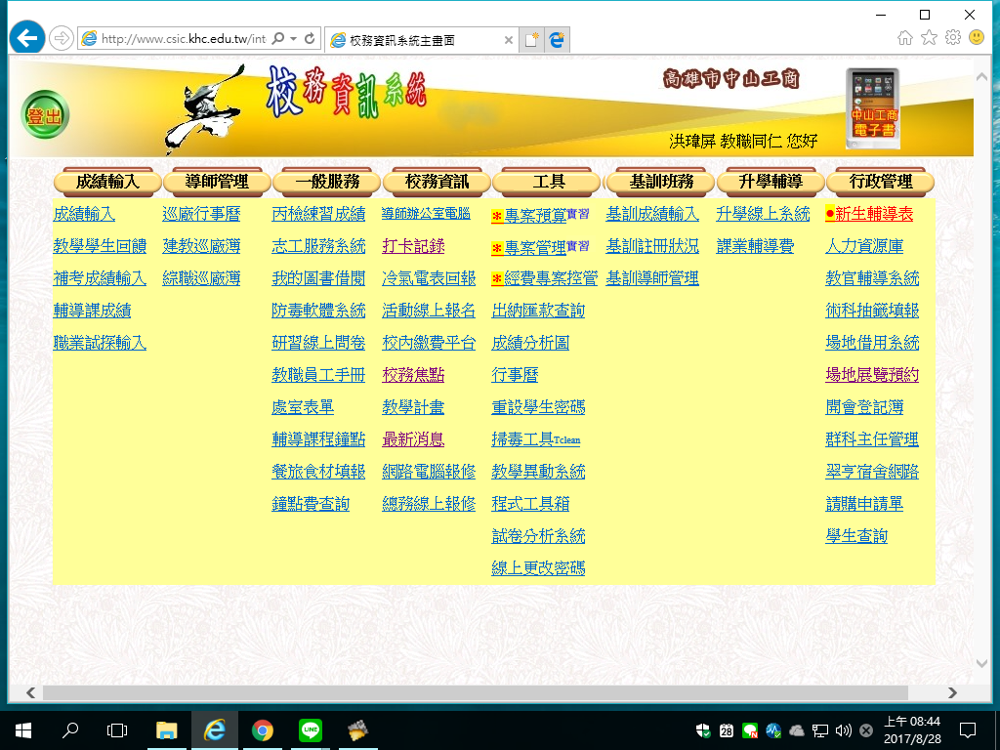 http://www.csic.khc.edu.tw/int
校務資訊系統主畫面
登出
校務資訊系統
高雄市中山工商
中山工商
電子書
洪瑋屏 教職同仁 您好
成績輸入 導師管理 一般服務 校務資訊 工具 基訓班務 升學輔導 行政管理
成績輸入 巡廠行事曆 丙檢練習成績 導師辦公室電腦 *專案預算實習 基訓成績輸入 升學線上系統 ●新生輔導表
教學學生回饋 建教巡廠簿 志工服務系統 打卡記錄 *專案管理實習 基訓註冊狀況 課業輔導費 人力資源庫
補考成績輸入 綜職巡廠簿 我的圖書借閱 冷氣電表回報 *經費專案控管 基訓導師管理 教官輔導系統
輔導課成績 防毒軟體系統 活動線上報名 出納匯款查詢 術科抽籤填報
職業試探輸入 研習線上問卷 校內繳費平台 成績分析圖 場地借用系統
教職員工手冊 校務焦點 行事曆 場地展覽預約
處室表單 教學計畫 重設學生密碼 開會登記簿
輔導課程鐘點 最新消息 掃毒工具Tclean 群科主任管理
餐旅食材填報 網路電腦報修 教學異動系統 翠亨宿舍網路
鐘點費查詢 總務線上報修 程式工具箱 請購申請單
試卷分析系統 學生查詢
線上更改密碼
LINE
28
上午 08:44
2017/8/28